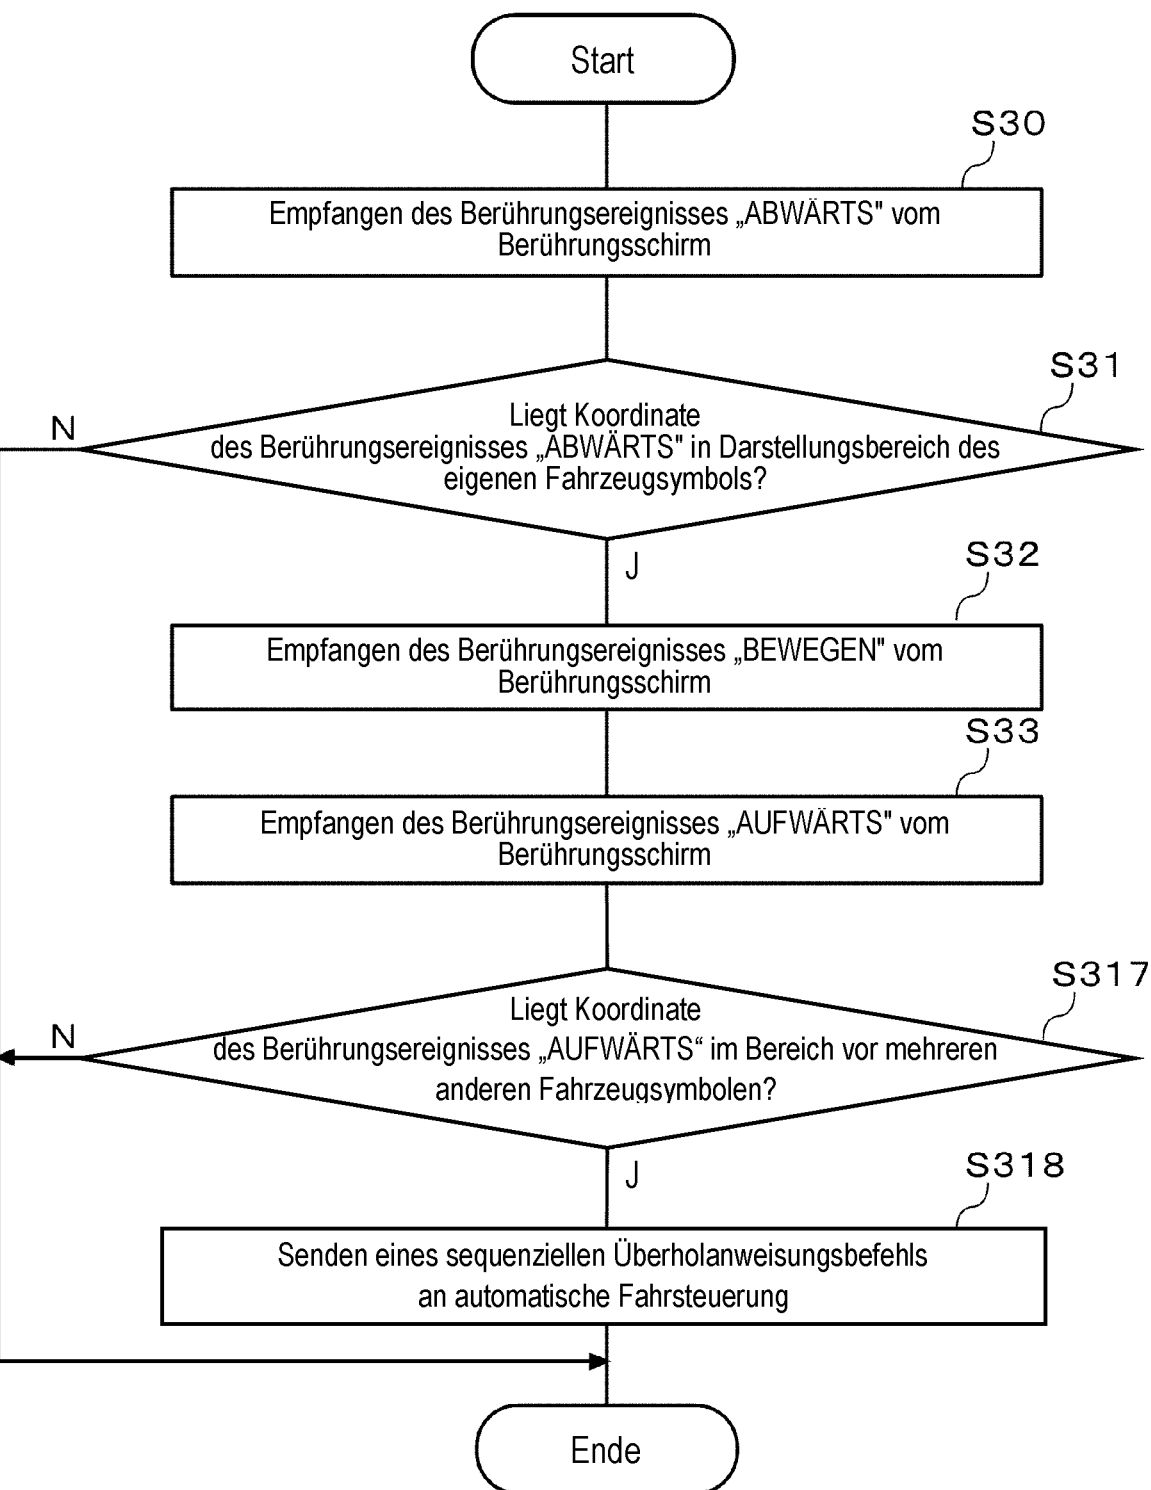 Start
S30
Empfangen des Berührungsereignisses „ABWÄRTS" vom
Berührungsschirm
S31
N
Liegt Koordinate
des Berührungsereignisses „ABWÄRTS" in Darstellungsbereich des
eigenen Fahrzeugsymbols?
J
S32
Empfangen des Berührungsereignisses „BEWEGEN" vom
Berührungsschirm
S33
Empfangen des Berührungsereignisses „AUFWÄRTS" vom
Berührungsschirm
S317
N
Liegt Koordinate
des Berührungsereignisses „AUFWÄRTS“ im Bereich vor mehreren
anderen Fahrzeugsymbolen?
J
S318
Senden eines sequenziellen Überholanweisungsbefehls
an automatische Fahrsteuerung
Ende